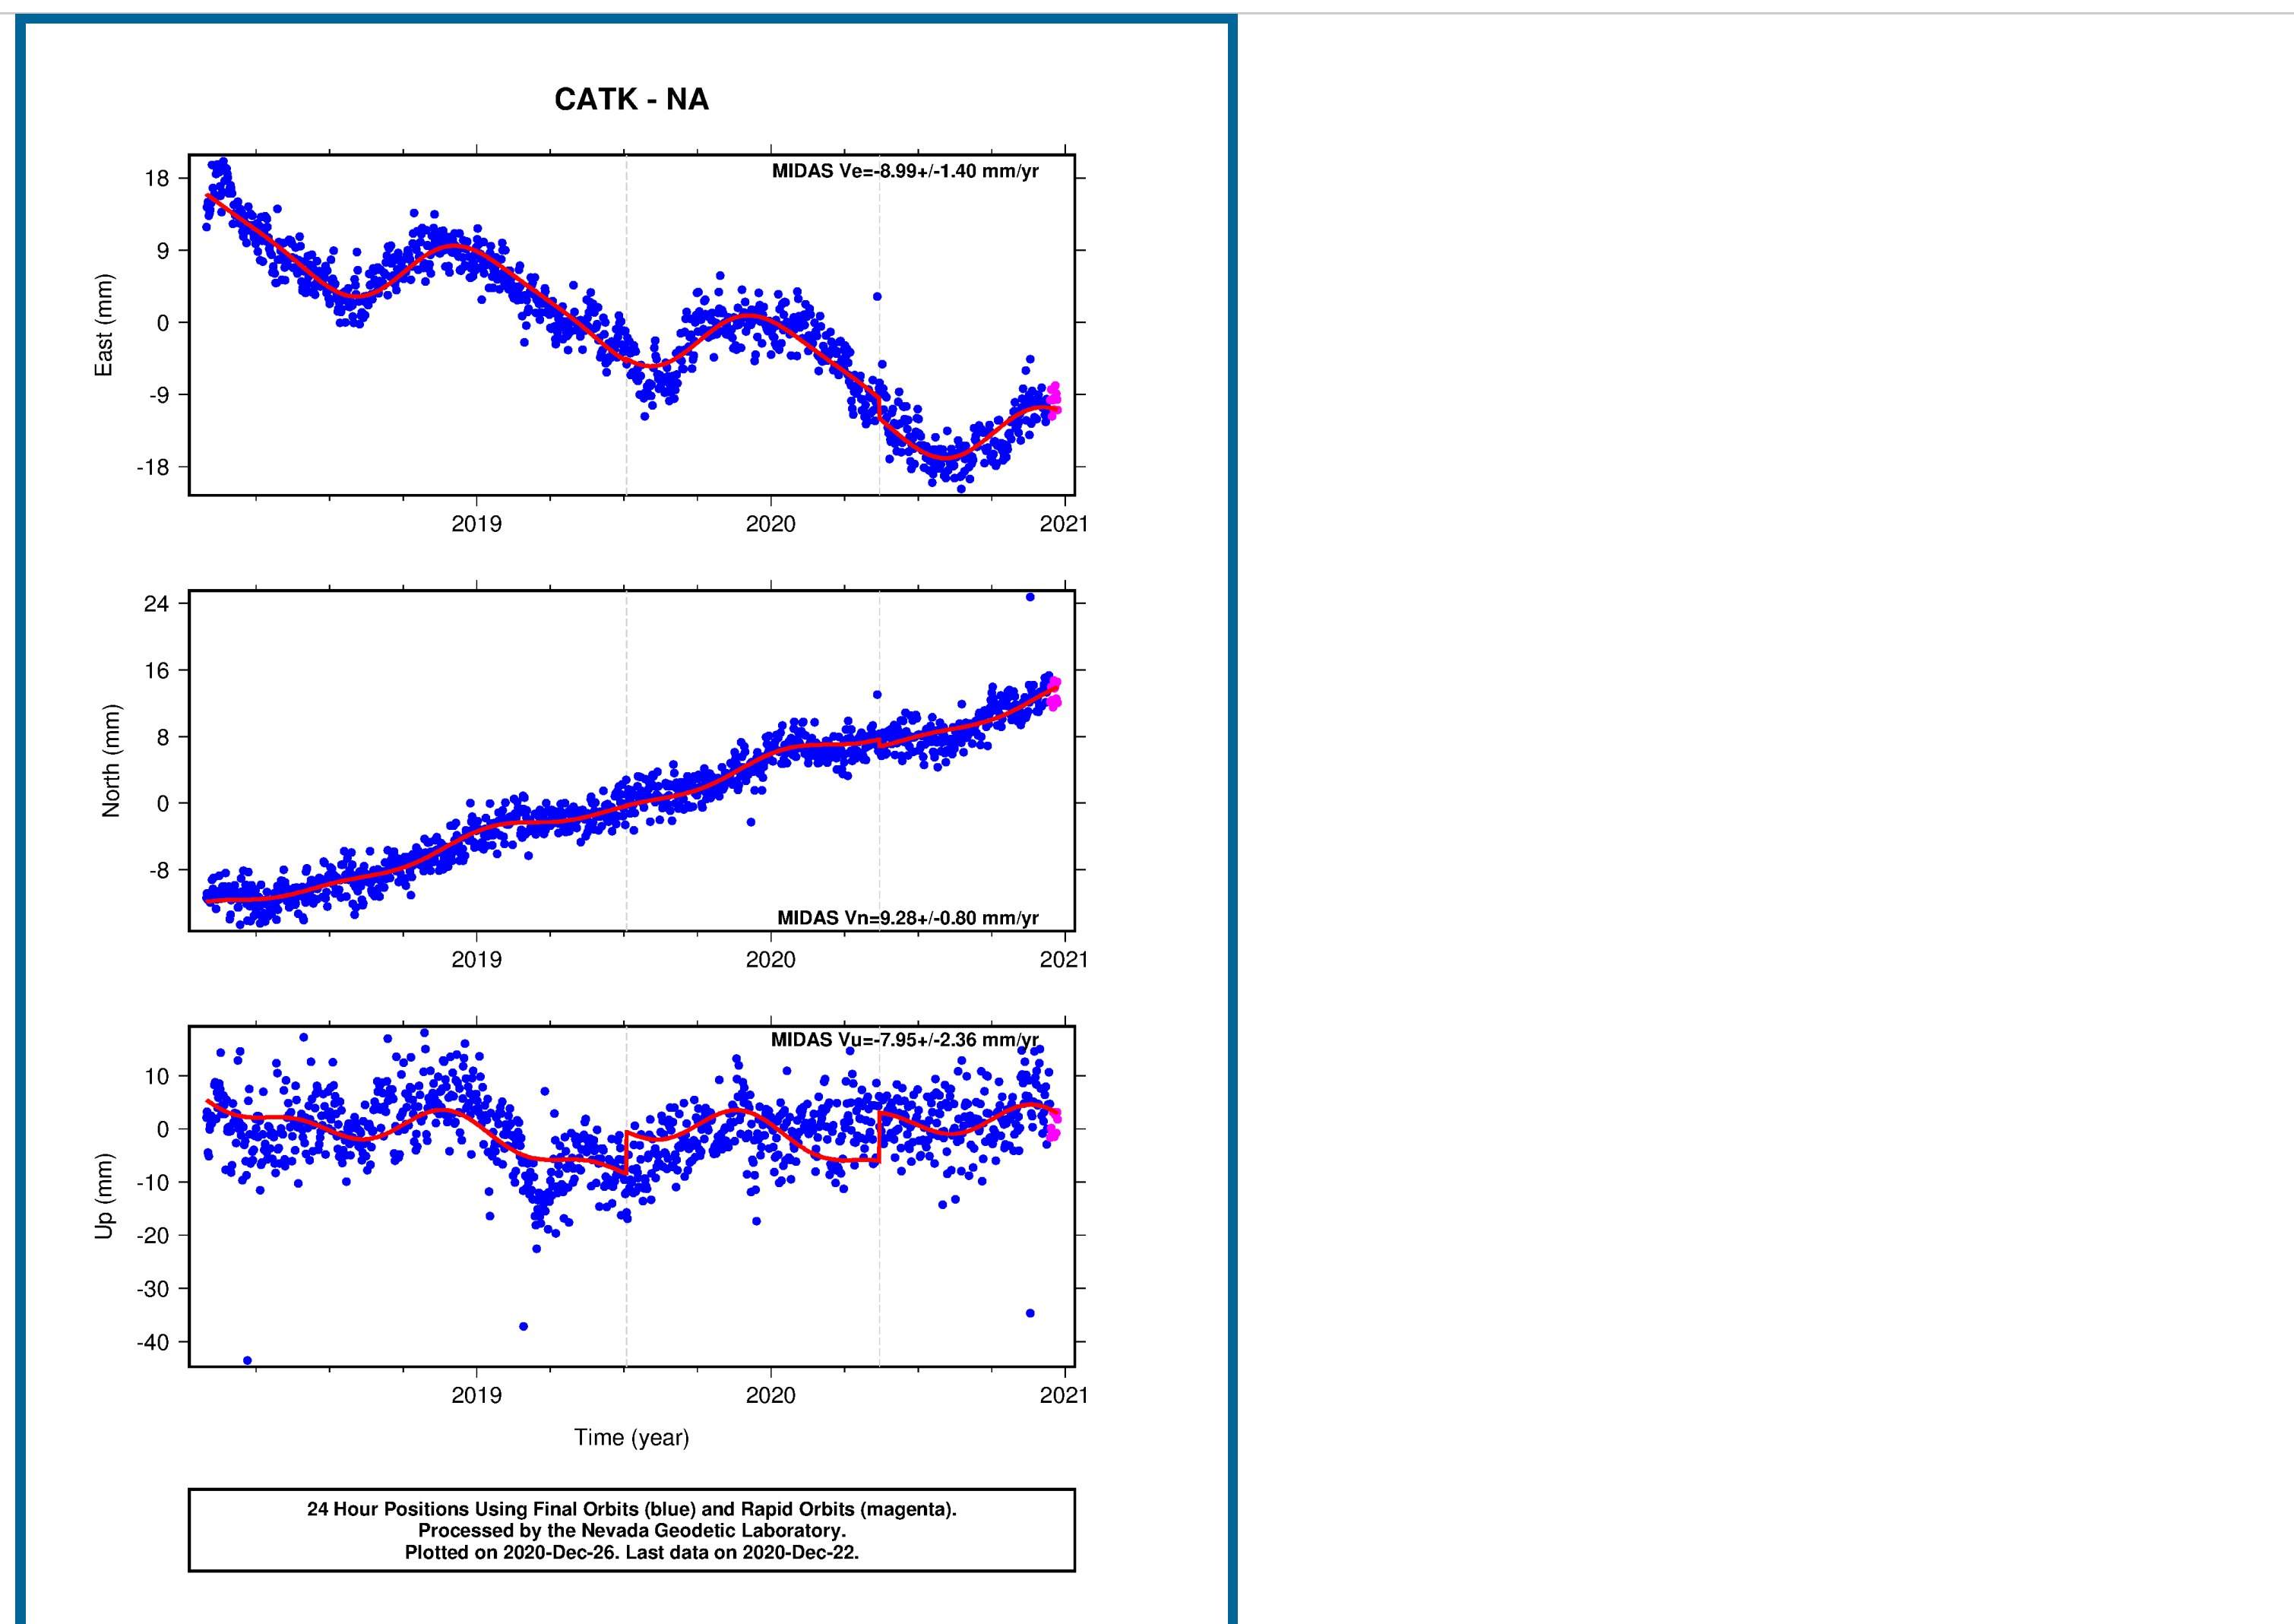 CATK - NA
MIDAS Ve=-8.99+/-1.40 mm/yr
18
9
0
-9
-18
East (mm)
2019
2020
2021
24
16
8
0
-8
North (mm)
MIDAS Vn=9.28+/-0.80 mm/yr
2019
2020
2021
MIDAS Vu=-7.95+/-2.36 mm/yr
10
0
-10
-20
-30
-40
Up (mm)
2019
2020
2021
Time (year)
24 Hour Positions Using Final Orbits (blue) and Rapid Orbits (magenta).
Processed by the Nevada Geodetic Laboratory.
Plotted on 2020-Dec-26. Last data on 2020-Dec-22.